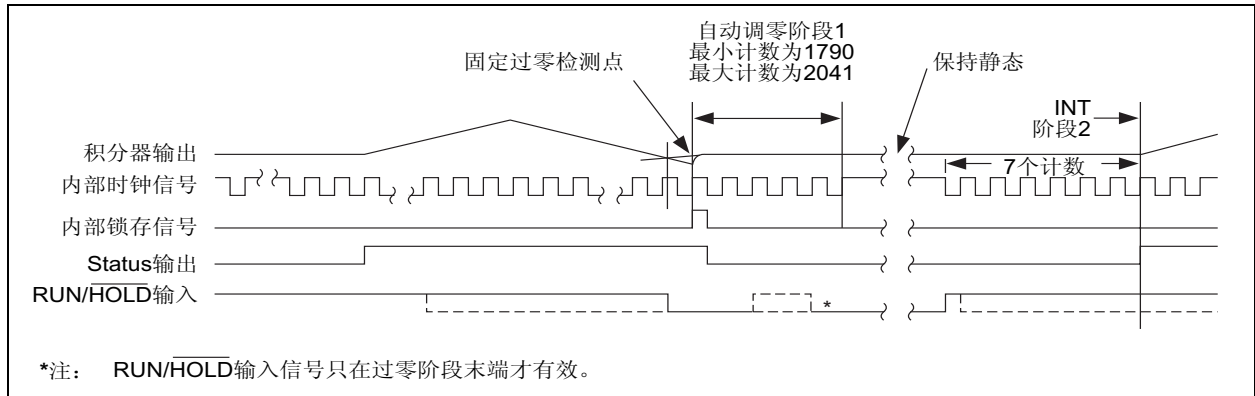 自动调零阶段1
最小计数为1790
最大计数为2041
固定过零检测点
保持静态
INT
阶段2
积分器输出
7个计数
内部时钟信号
内部锁存信号
Status输出
RUN/HOLD输入
*
*注： RUN/HOLD输入信号只在过零阶段末端才有效。